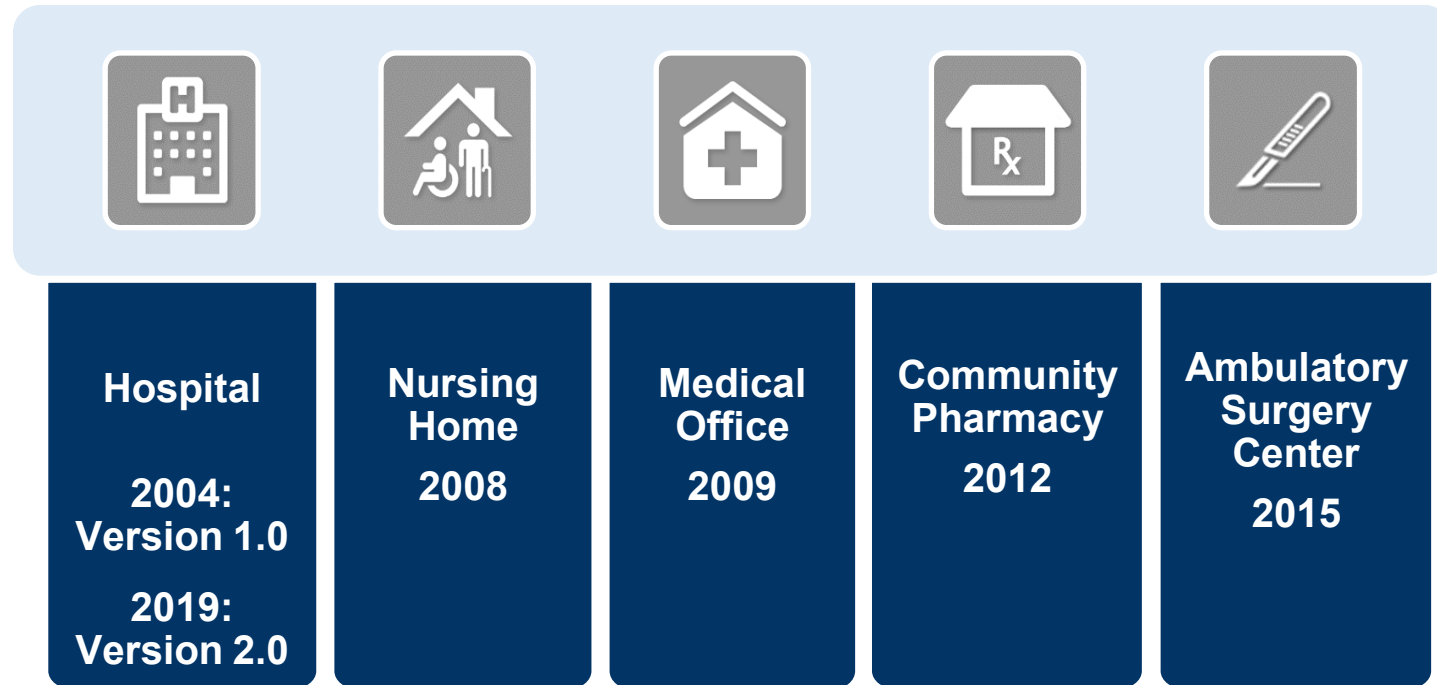 H
Rx
Hospital
2004:
Version 1.0
2019:
Version 2.0
Nursing
Home
2008
Medical
Office
2009
Community
Pharmacy
2012
Ambulatory
Surgery
Center
2015